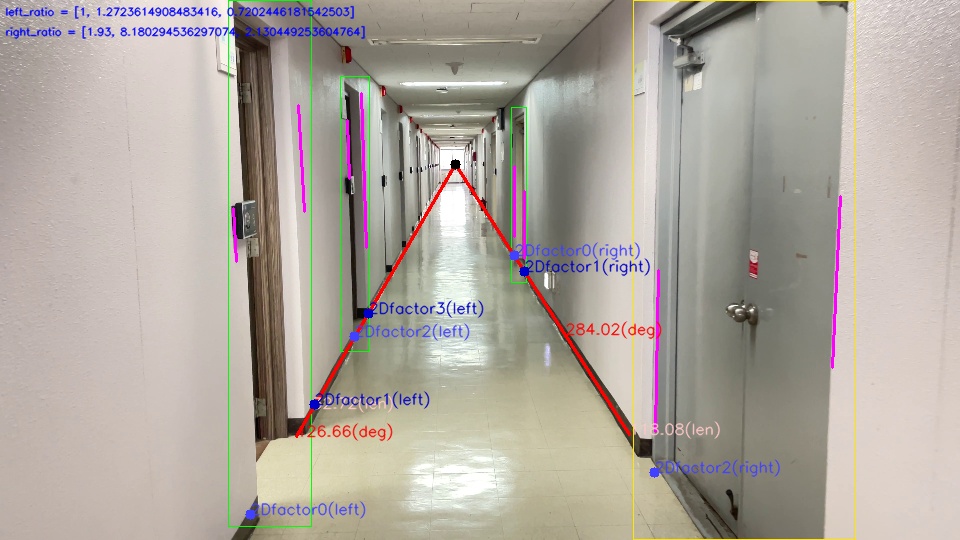 left_ratio = [1, 1.2723614908483416, 0.7202446181542503]
right_ratio = [1.93, 8.180294536297074, 2.130449253604764]
2Dfactor0(right)
2Dfactor1(right)
2Dfactor3(left)
2Dfactor2(left)
284.02(deg)
2Dfactor1(left)
126.66(deg)
13.08(len)
2Dfactor2(right)
2Dfactor0(left)